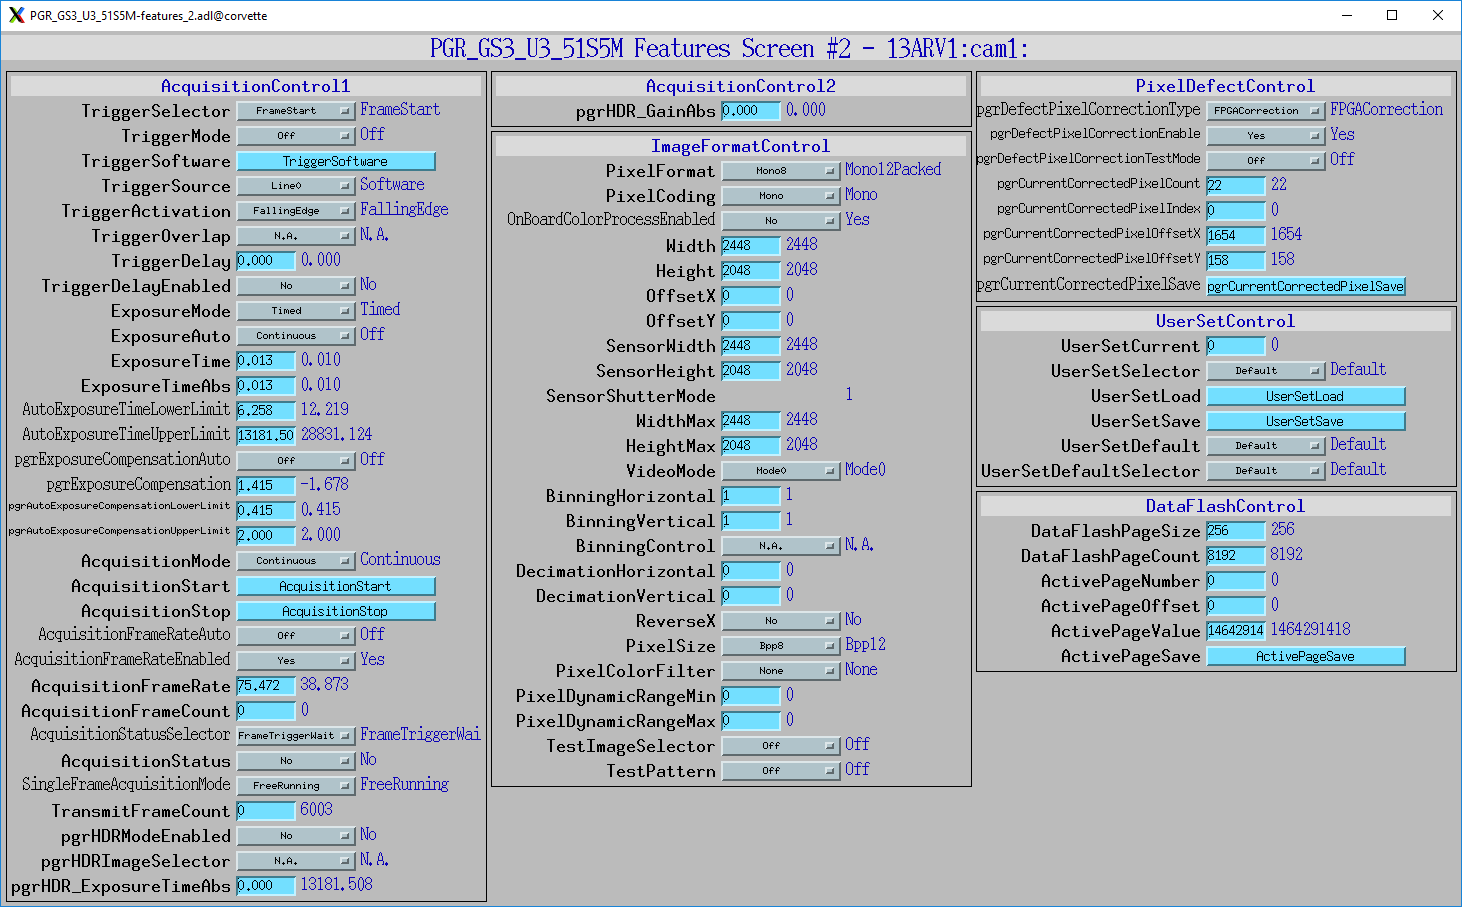 PGR_GS3_U3_51S5M-features_2.adl@corvette
PGR_GS3_U3_51S5M Features Screen #2 - 13ARV1:cam1:
AcquisitionControl1
TriggerSelector FrameStart FrameStart
TriggerMode Off Off
TriggerSoftware TriggerSoftware
TriggerSource Line0 Software
TriggerActivation FallingEdge FallingEdge
TriggerOverlap N.A. N.A.
TriggerDelay 0.000 0.000
TriggerDelayEnabled No No
ExposureMode Timed Timed
ExposureAuto Continuous Off
ExposureTime 0.013 0.010
ExposureTimeAbs 0.013 0.010
AutoExposureTimeLowerLimit 6.258 12.219
AutoExposureTimeUpperLimit 13181.50 28831.124
pgrExposureCompensationAuto Off Off
pgrExposureCompensation 1.415 -1.678
pgrAutoExposureCompensationLowerLimit 0.415 0.415
pgrAutoExposureCompensationUpperLimit 2.000 2.000
AcquisitionMode Continuous Continuous
AcquisitionStart AcquisitionStart
AcquisitionStop AcquisitionStop
AcquisitionFrameRateAuto Off Off
AcquisitionFrameRateEnabled Yes Yes
AcquisitionFrameRate 75.472 38.873
AcquisitionFrameCount 0 0
AcquisitionStatusSelector FrameTriggerWait FrameTriggerWai
AcquisitionStatus No No
SingleFrameAcquisitionMode FreeRunning FreeRunning
TransmitFrameCount 0 6003
pgrHDRModeEnabled No No
pgrHDRImageSelector N.A. N.A.
pgrHDR_ExposureTimeAbs 0.000 13181.508
AcquisitionControl2
pgrHDR_GainAbs 0.000 0.000
ImageFormatControl
PixelFormat Mono8 Mono12Packed
PixelCoding Mono Mono
OnBoardColorProcessEnabled No Yes
Width 2448 2448
Height 2048 2048
OffsetX 0 0
OffsetY 0 0
SensorWidth 2448 2448
SensorHeight 2048 2048
SensorShutterMode 1
WidthMax 2448 2448
HeightMax 2048 2048
VideoMode Mode0 Mode0
BinningHorizontal 1 1
BinningVertical 1 1
BinningControl N.A. N.A.
DecimationHorizontal 0 0
DecimationVertical 0 0
ReverseX No No
PixelSize Bpp8 Bpp12
PixelColorFilter None None
PixelDynamicRangeMin 0 0
PixelDynamicRangeMax 0 0
TestImageSelector Off Off
TestPattern Off Off
PixelDefectControl
pgrDefectPixelCorrectionType FPGACorrection FPGACorrection
pgrDefectPixelCorrectionEnable Yes Yes
pgrDefectPixelCorrectionTestMode Off Off
pgrCurrentCorrectedPixelCount 22 22
pgrCurrentCorrectedPixelIndex 0 0
pgrCurrentCorrectedPixelOffsetX 1654 1654
pgrCurrentCorrectedPixelOffsetY 158 158
pgrCurrentCorrectedPixelSave pgrCurrentCorrectedPixelSave
UserSetControl
UserSetCurrent 0 0
UserSetSelector Default Default
UserSetLoad UserSetLoad
UserSetSave UserSetSave
UserSetDefault Default Default
UserSetDefaultSelector Default Default
DataFlashControl
DataFlashPageSize 256 256
DataFlashPageCount 8192 8192
ActivePageNumber 0 0
ActivePageOffset 0 0
ActivePageValue 14642914 1464291418
ActivePageSave ActivePageSave